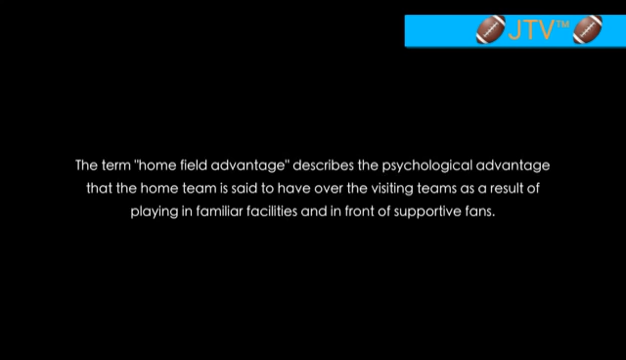 JTV™
The term "home field advantage" describes the psychological advantage
that the home team is said to have over the visiting teams as a result of
playing in familiar facilities and in front of supportive fans.